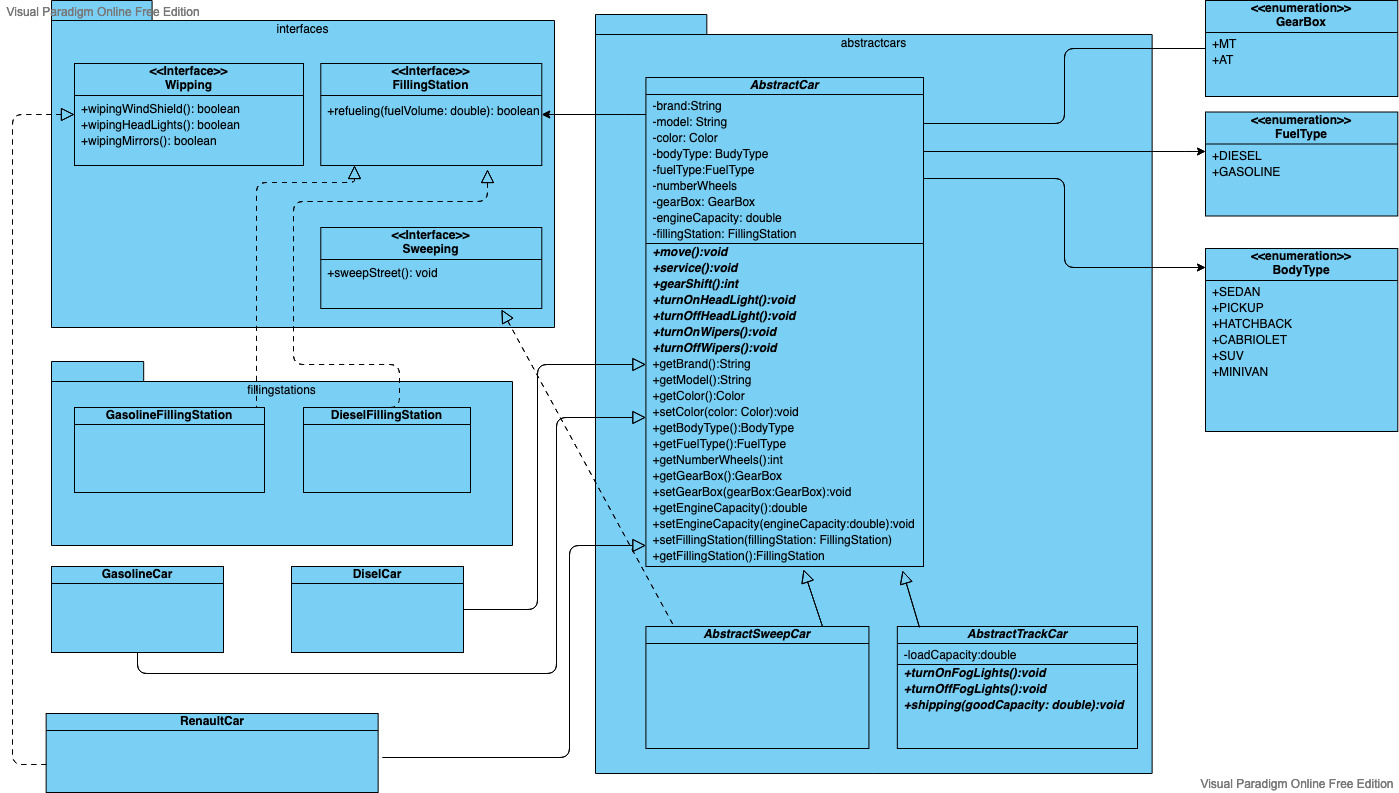 Visual Paradigm Online Free Edition
interfaces
<<Interface>>
Wipping
+wipingWindShield(): boolean
+wipingHeadLights(): boolean
+wipingMirrors(): boolean
<<Interface>>
FillingStation
+refueling(fuelVolume: double): boolean
<<Interface>>
Sweeping
+sweepStreet(): void
fillingstations
GasolineFillingStation
DieselFillingStation
GasolineCar
DiselCar
RenaultCar
abstractcars
AbstractCar
-brand:String
-model: String
-color: Color
-bodyType: BudyType
-fuelType:FuelType
-numberWheels
-gearBox: GearBox
-engineCapacity: double
-fillingStation: FillingStation
+move():void
+service():void
+gearShift():int
+turnOnHeadLight():void
+turnOffHeadLight():void
+turnOnWipers():void
+turnOffWipers():void
+getBrand():String
+getModel():String
+getColor():Color
+setColor(color: Color):void
+getBodyType():BodyType
+getFuelType():FuelType
+getNumberWheels():int
+getGearBox():GearBox
+setGearBox(gearBox:GearBox):void
+getEngineCapacity():double
+setEngineCapacity(engineCapacity:double):void
+setFillingStation(fillingStation: FillingStation)
+getFillingStation():FillingStation
AbstractSweepCar
AbstractTrackCar
-loadCapacity:double
+turnOnFogLights():void
+turnOffFogLights():void
+shipping(goodCapacity: double):void
<<enumeration>>
GearBox
+MT
+AT
<<enumeration>>
FuelType
+DIESEL
+GASOLINE
<<enumeration>>
BodyType
+SEDAN
+PICKUP
+HATCHBACK
+CABRIOLET
+SUV
+MINIVAN
Visual Paradigm Online Free Edition